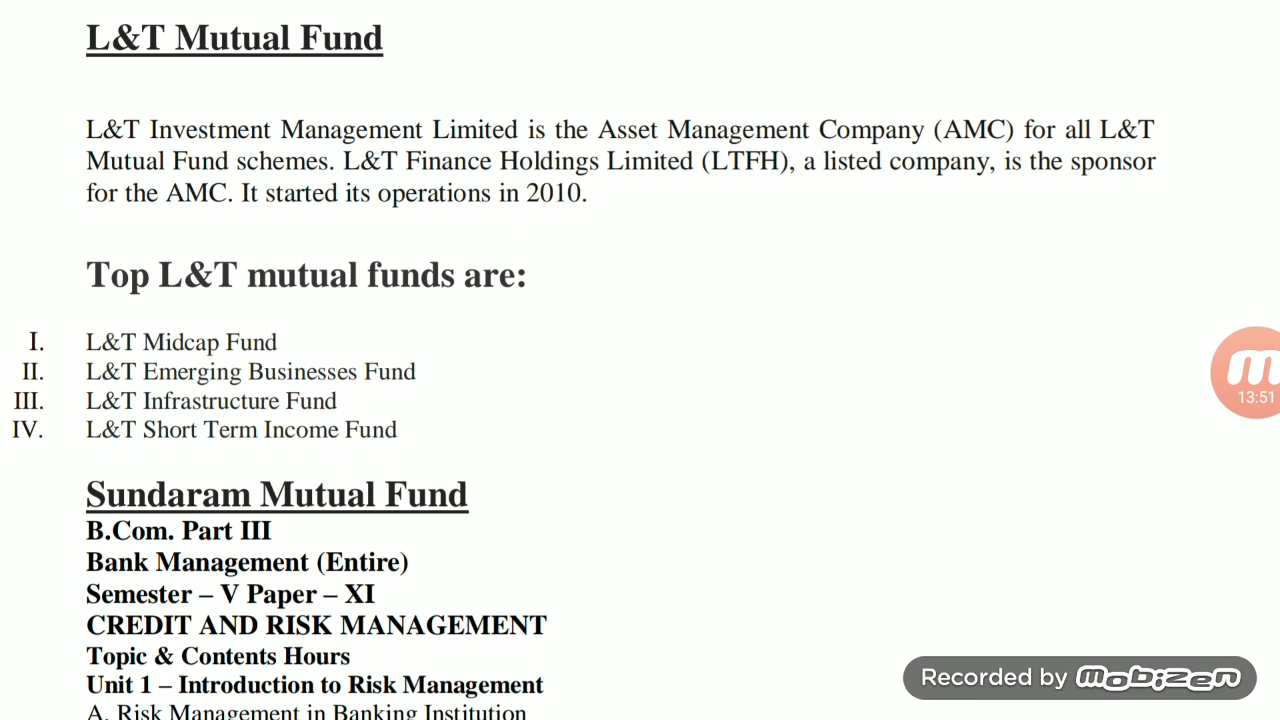 L&T Mutual Fund
L&T Investment Management Limited is the Asset Management Company (AMC) for all L&T
Mutual Fund schemes. L&T Finance Holdings Limited (LTFH), a listed company, is the sponsor
for the AMC. It started its operations in 2010.
Top L&T mutual funds are:
I. L&T Midcap Fund
II. L&T Emerging Businesses Fund
III. L&T Infrastructure Fund
IV. L&T Short Term Income Fund
Sundaram Mutual Fund
B.Com. Part III
Bank Management (Entire)
Semester – V Paper – XI
CREDIT AND RISK MANAGEMENT
Topic & Contents Hours
Unit 1 – Introduction to Risk Management
A. Risk Management in Banking Institution
13:51
Recorded by mobizen